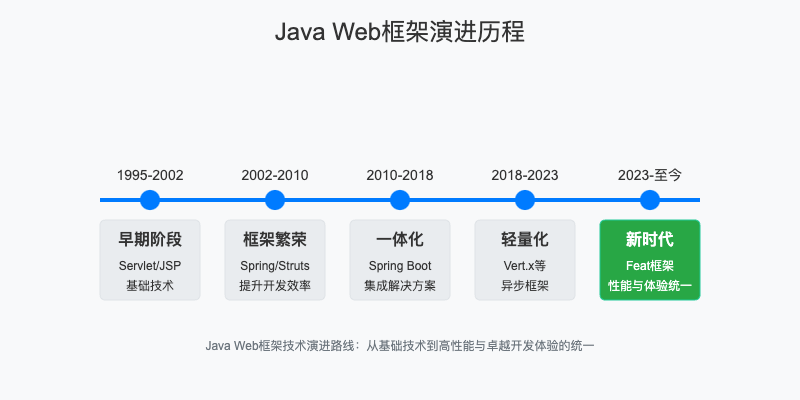 Java Web框架演进历程
1995-2002
2002-2010
2010-2018
2018-2023
2023-至今
早期阶段
Servlet/JSP
基础技术
框架繁荣
Spring/Struts
提升开发效率
一体化
Spring Boot
集成解决方案
轻量化
Vert.x等
异步框架
新时代
Feat框架
性能与体验统一
Java Web框架技术演进路线：从基础技术到高性能与卓越开发体验的统一